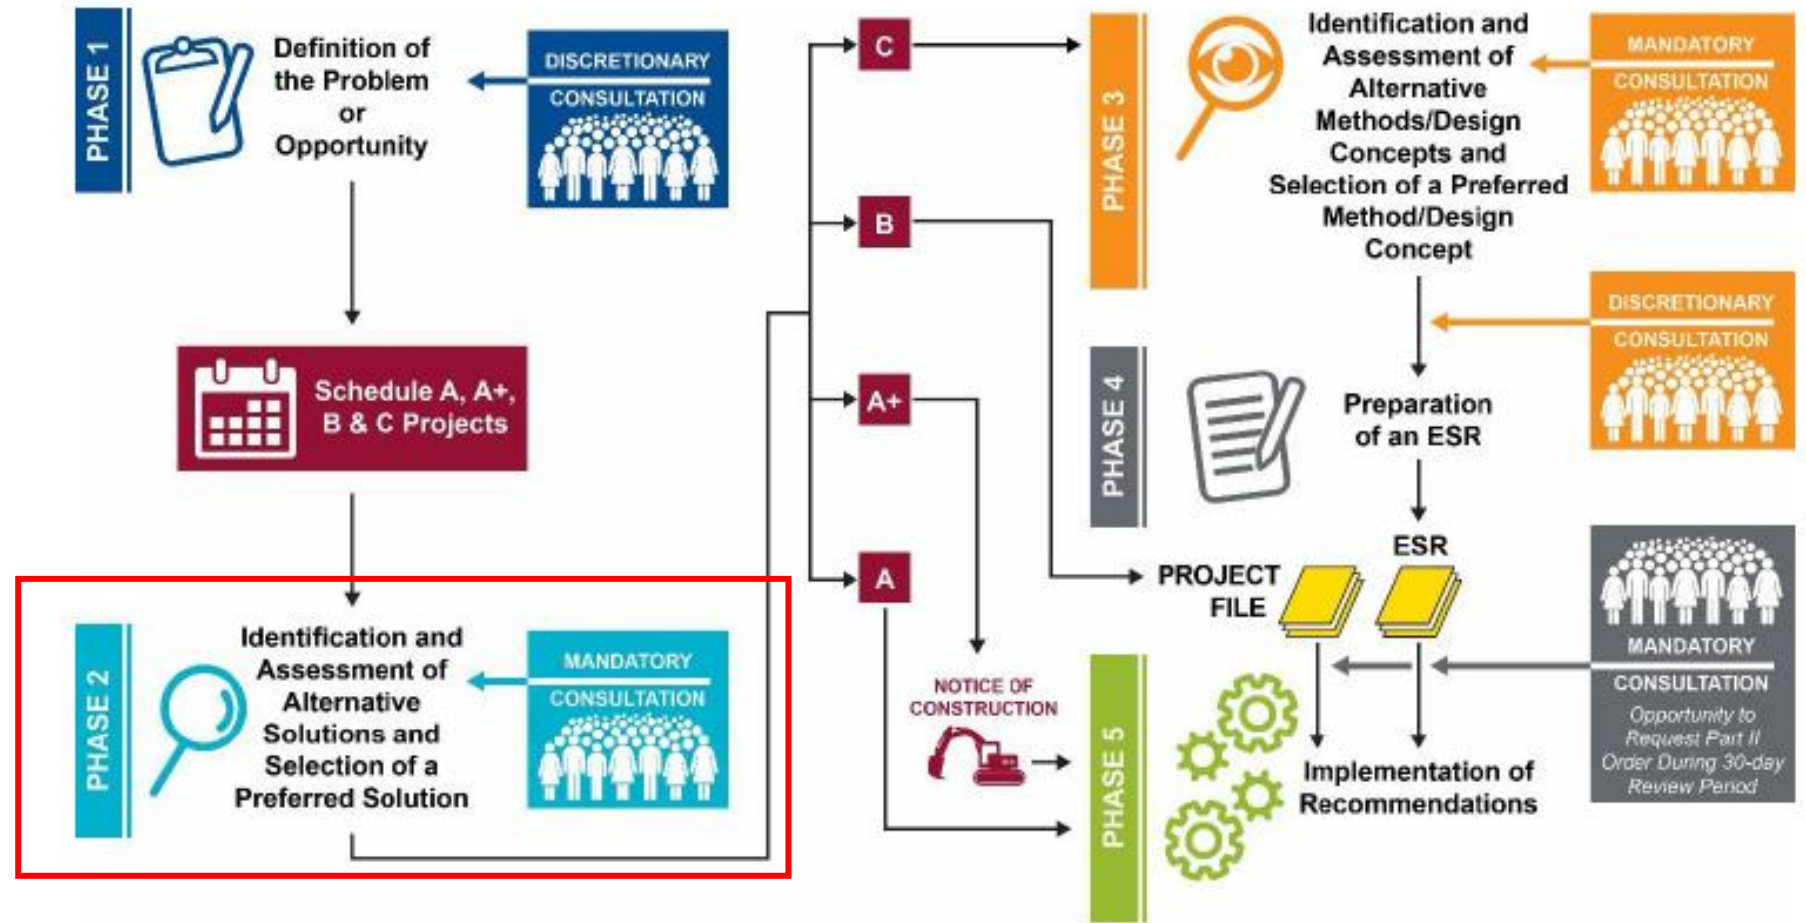 PHASE 1
Definition of
the Problem
or
Opportunity
DISCRETIONARY
CONSULTATION
Schedule A, A+,
B & C Projects
PHASE 2
Identification and
Assessment of
Alternative
Solutions and
Selection of a
Preferred Solution
MANDATORY
CONSULTATION
C
B
A+
A
NOTICE OF
CONSTRUCTION
PHASE 3
Identification and
Assessment of
Alternative
Methods/Design
Concepts and
Selection of a Preferred
Method/Design
Concept
MANDATORY
CONSULTATION
DISCRETIONARY
CONSULTATION
PHASE 4
Preparation
of an ESR
ESR
PROJECT
FILE
MANDATORY
CONSULTATION
Opportunity to
Request Part II
Order During 30-day
Review Period
PHASE 5
Implementation of
Recommendations